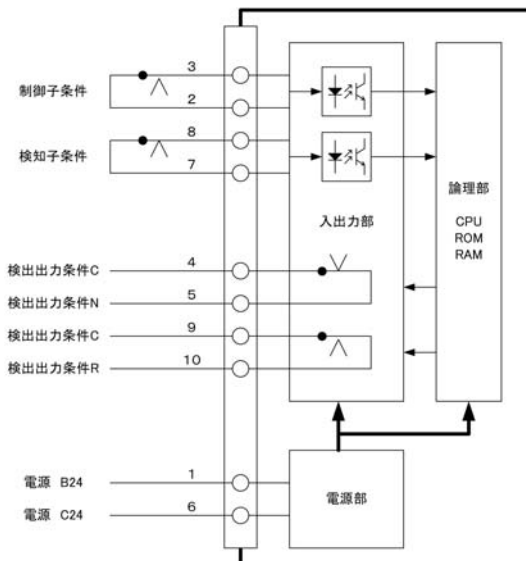 制御子条件
3
2
検知子条件
8
7
検出出力条件C
4
検出出力条件N
5
検出出力条件C
9
検出出力条件R
10
電源 B24
1
電源 C24
6
入出力部
論理部
CPU
ROM
RAM
電源部